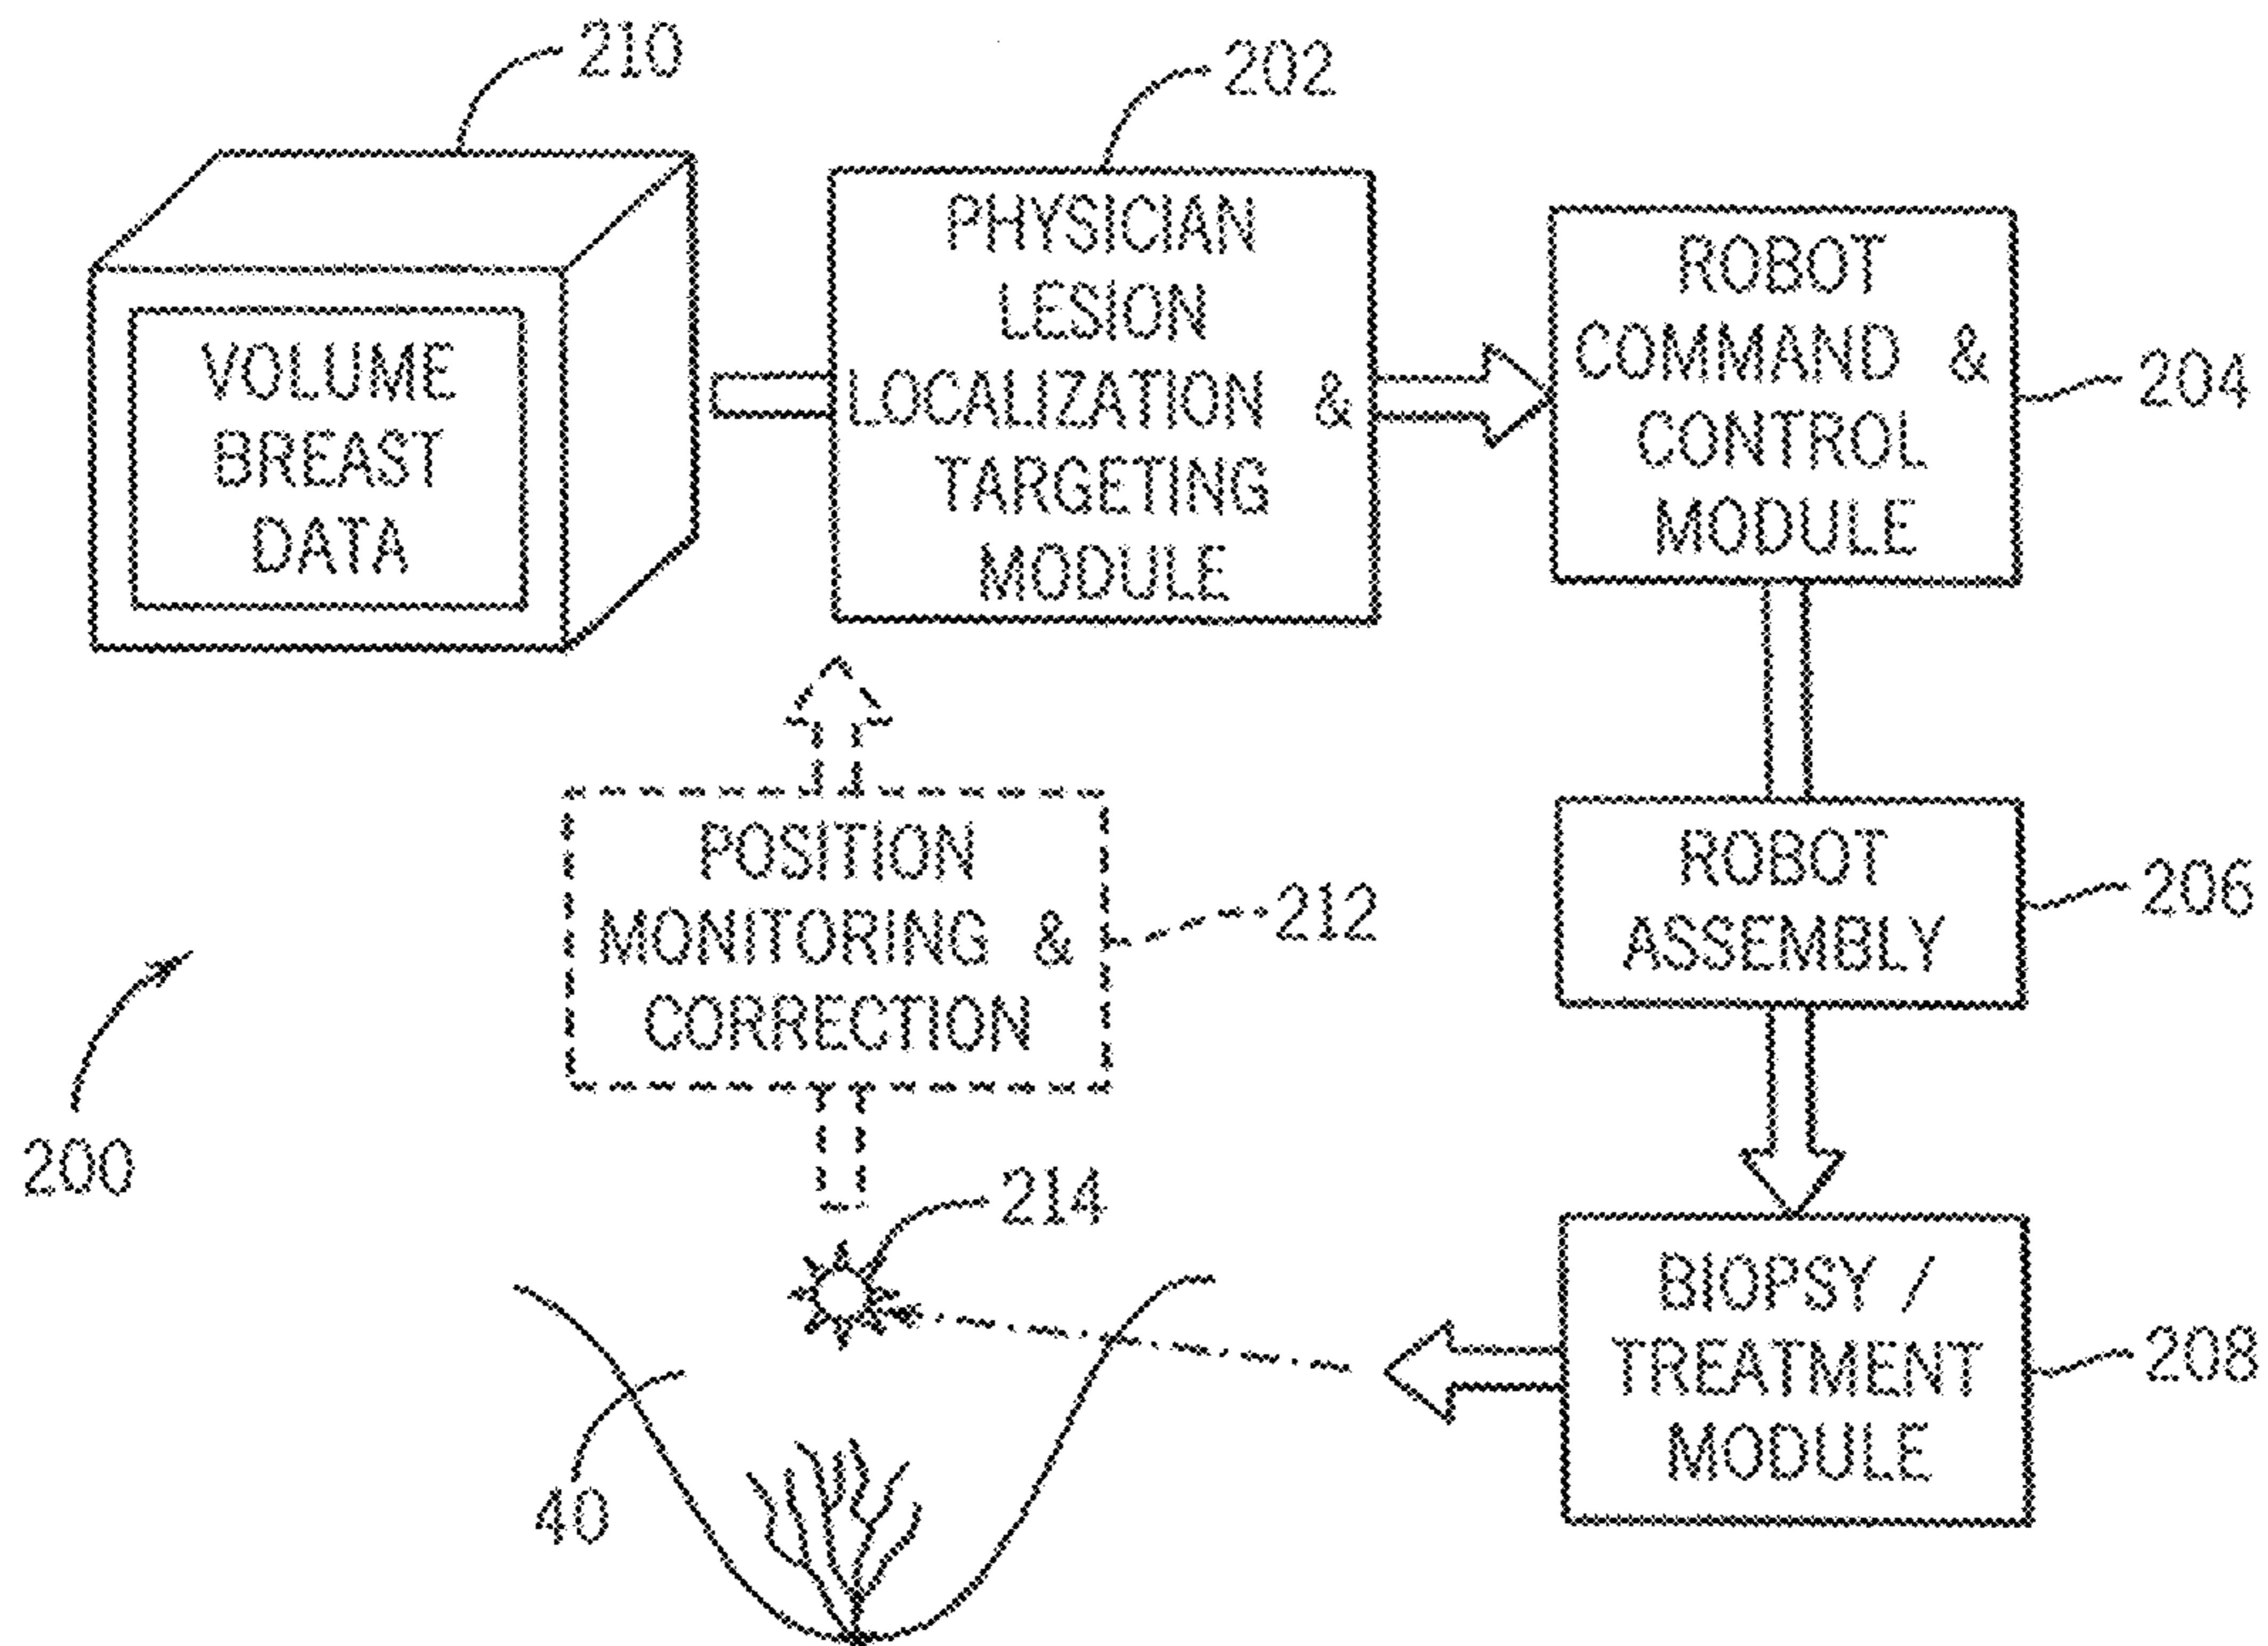 210
202
VOLUME
BREAST
DATA
PHYSICIAN
LESION
LOCALIZATION &
TARGETING
MODULE
ROBOT
COMMAND &
CONTROL
MODULE
204
POSITION
MONITORING &
CORRECTION
212
ROBOT
ASSEMBLY
206
200
214
40
BIOPSY /
TREATMENT
MODULE
208